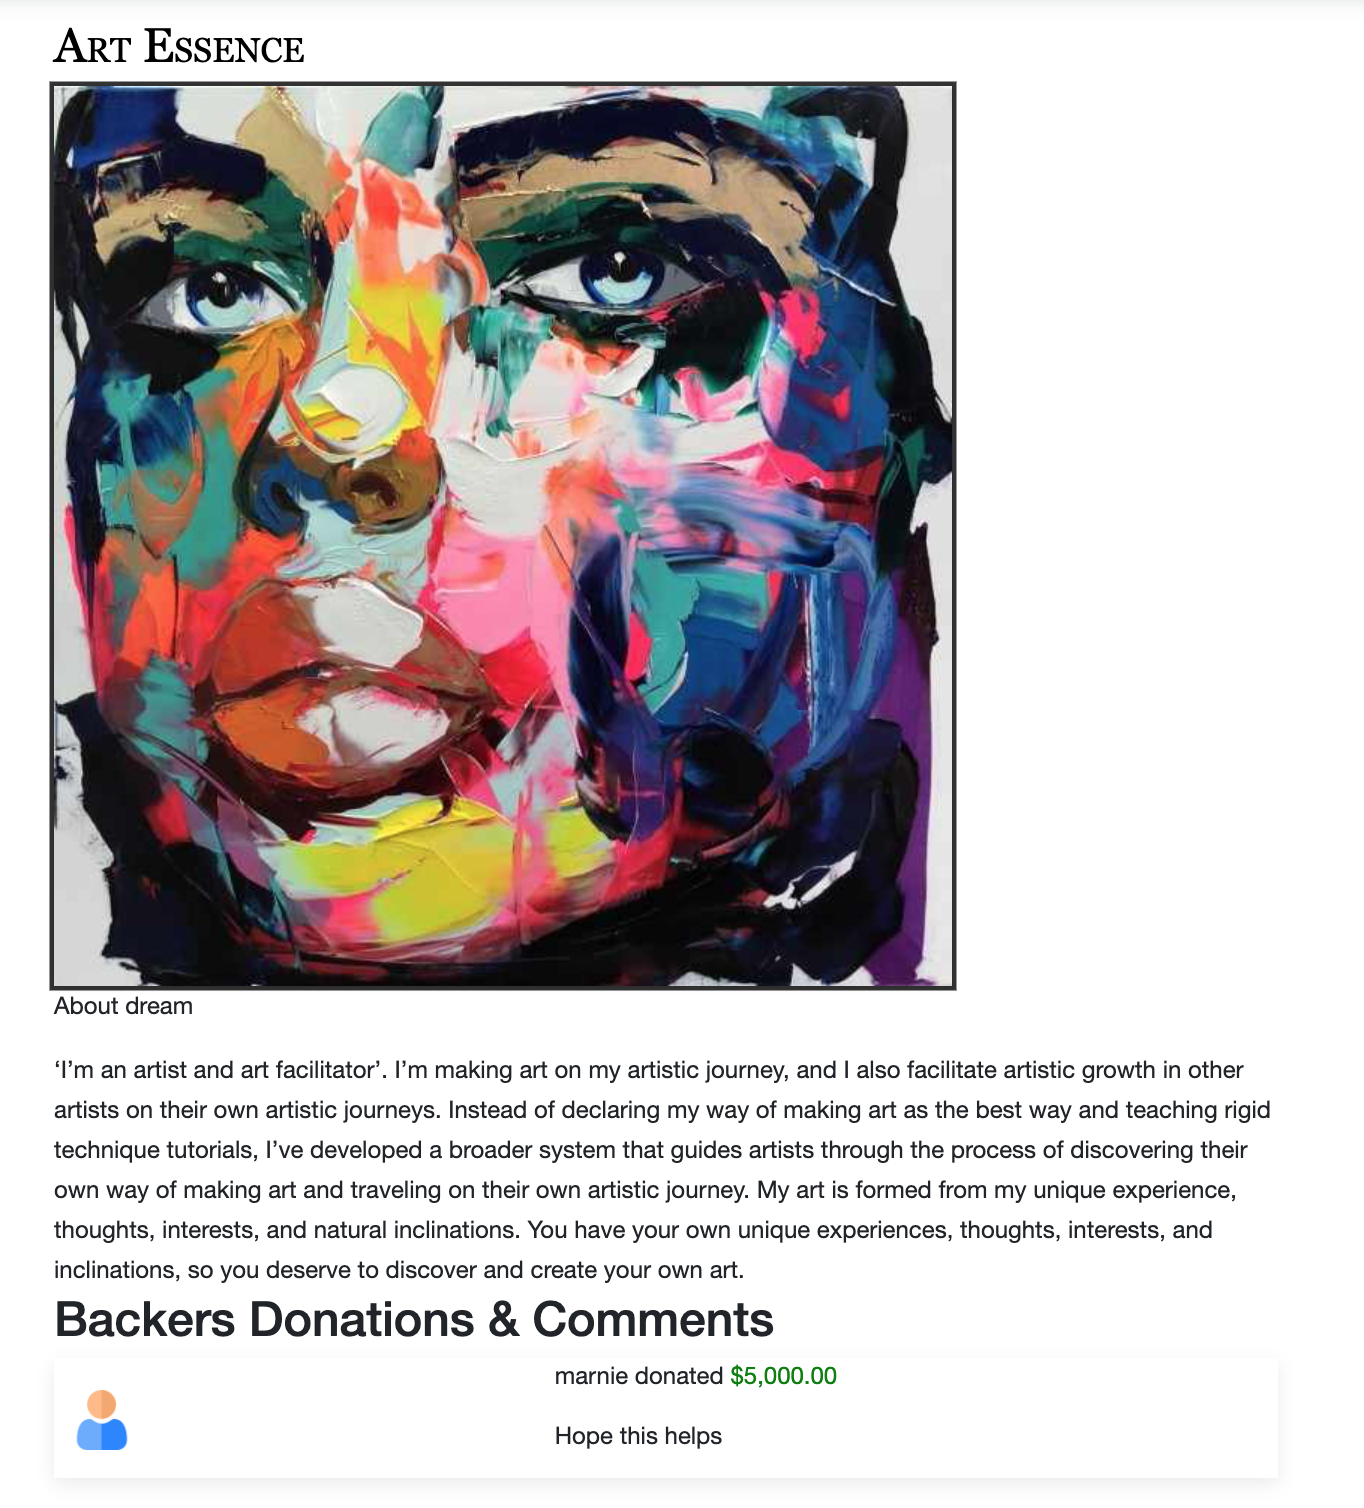 Art Essence
About dream
‘I’m an artist and art facilitator’. I’m making art on my artistic journey, and I also facilitate artistic growth in other
artists on their own artistic journeys. Instead of declaring my way of making art as the best way and teaching rigid
technique tutorials, I’ve developed a broader system that guides artists through the process of discovering their
own way of making art and traveling on their own artistic journey. My art is formed from my unique experience,
thoughts, interests, and natural inclinations. You have your own unique experiences, thoughts, interests, and
inclinations, so you deserve to discover and create your own art.
Backers Donations & Comments
marnie donated $5,000.00
Hope this helps